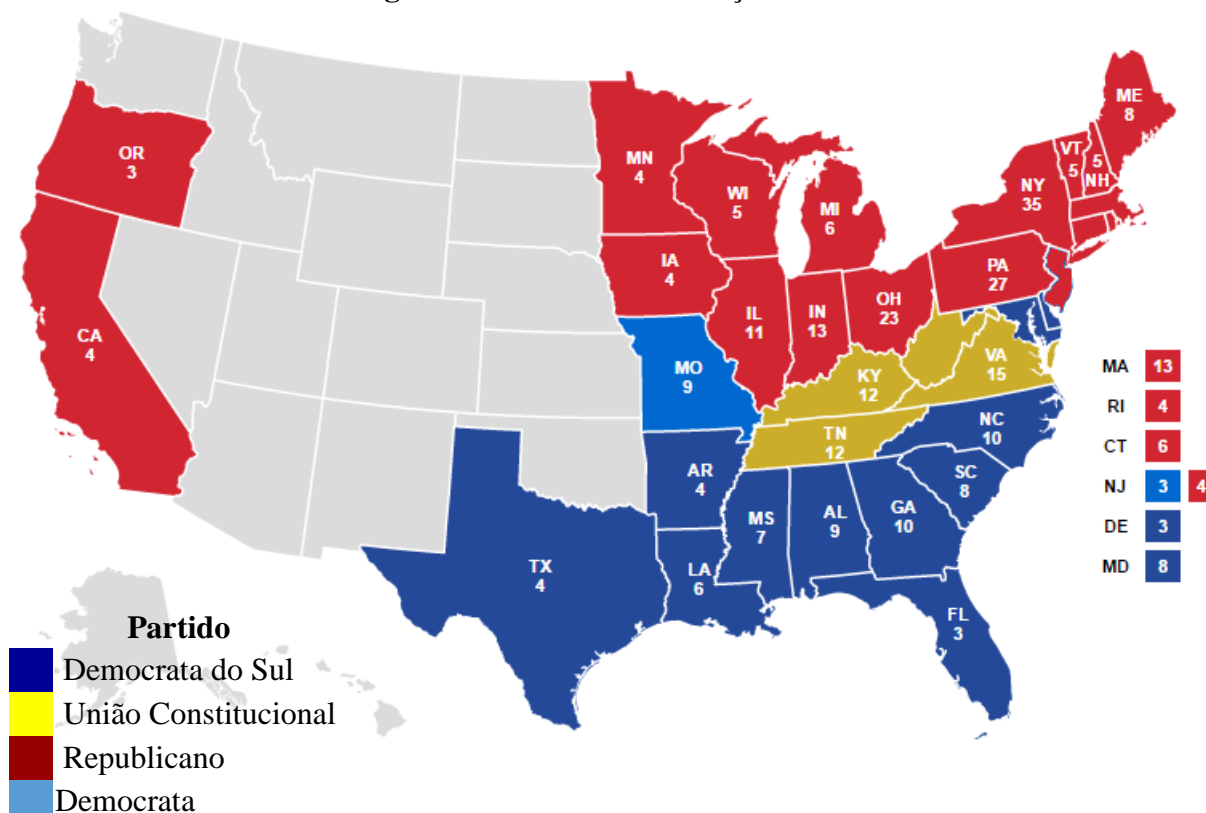 ME
8
OR
3
VT
5
5
NH
MN
4
NY
35
WI
5
MI
6
PA
27
IA
4
OH
23
IL
11
IN
13
CA
4
MO
9
KY
12
VA
15
MA 13
RI 4
CT 6
NJ 3 4
DE 3
MD 8
TN
12
NC
10
AR
4
SC
8
MS
7
AL
9
GA
10
TX
4
LA
6
FL
3
Partido
Democrata do Sul
União Constitucional
Republicano
Democrata